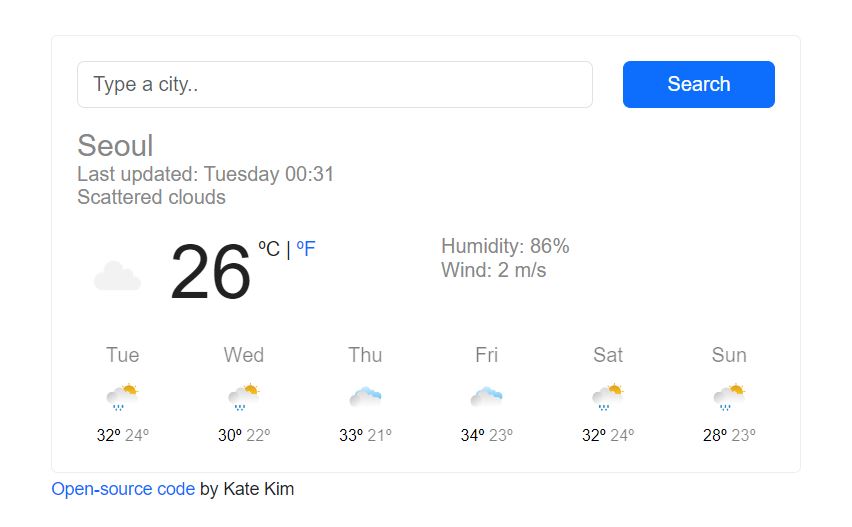 Type a city..
Search
Seoul
Last updated: Tuesday 00:31
Scattered clouds
26 ºC | ºF
Humidity: 86%
Wind: 2 m/s
Tue Wed Thu Fri Sat Sun
32º 24º 30º 22º 33º 21º 34º 23º 32º 24º 28º 23º
Open-source code by Kate Kim